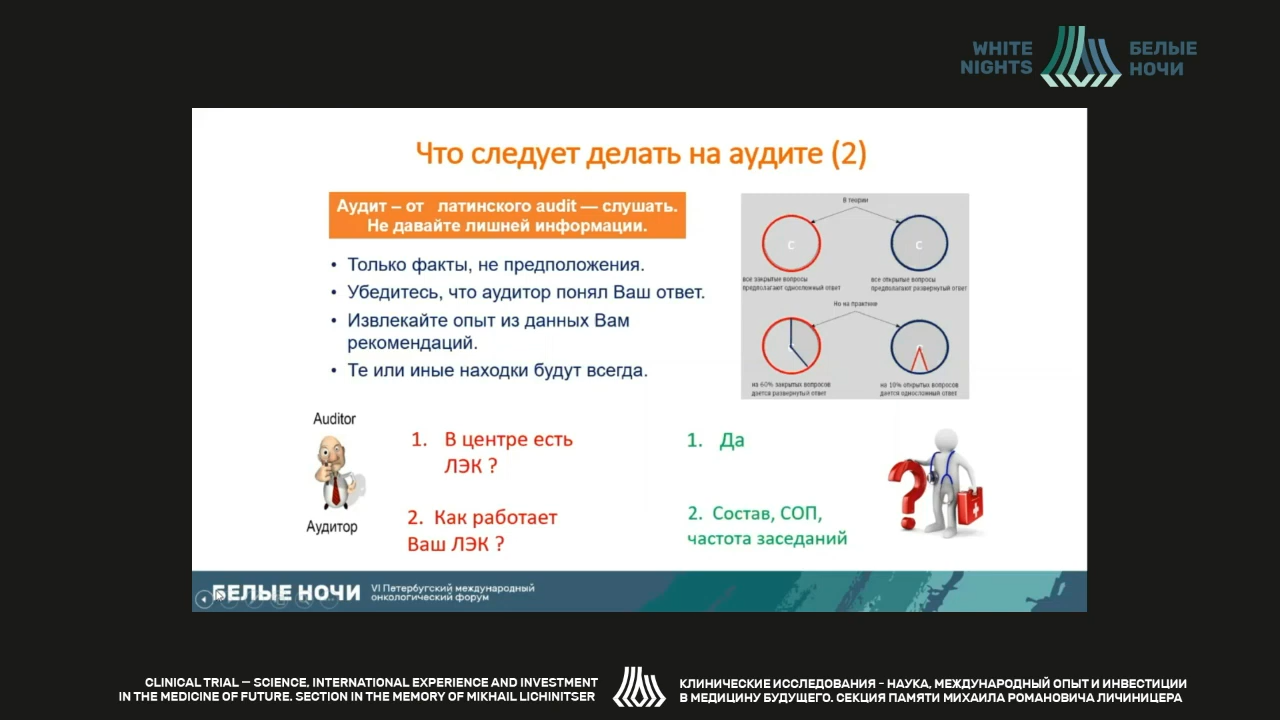 WHITE
NIGHTS
БЕЛЫЕ
НОЧИ
Что следует делать на аудите (2)
Аудит – от латинского audit — слушать.
Не давайте лишней информации.
• Только факты, не предположения.
• Убедитесь, что аудитор понял Ваш ответ.
• Извлекайте опыт из данных Вам
рекомендаций.
• Те или иные находки будут всегда.
В теории
С
С
все закрытые вопросы
предполагают односложный ответ
все открытые вопросы
предполагают развернутый ответ
Но на практике
на 60% закрытых вопросов
дается развернутый ответ
на 10% открытых вопросов
дается односложный ответ
Auditor
Аудитор
1. В центре есть
ЛЭК ?
2. Как работает
Ваш ЛЭК ?
1. Да
2. Состав, СОП,
частота заседаний
БЕЛЫЕ НОЧИ
VI Петербугский международный
онкологический форум
CLINICAL TRIAL — SCIENCE, INTERNATIONAL EXPERIENCE AND INVESTMENT
IN THE MEDICINE OF FUTURE. SECTION IN THE MEMORY OF MIKHAIL LICHINITSER
КЛИНИЧЕСКИЕ ИССЛЕДОВАНИЯ - НАУКА, МЕЖДУНАРОДНЫЙ ОПЫТ И ИНВЕСТИЦИИ
В МЕДИЦИНУ БУДУЩЕГО. СЕКЦИЯ ПАМЯТИ МИХАИЛА РОМАНОВИЧА ЛИЧИНИЦЕРА